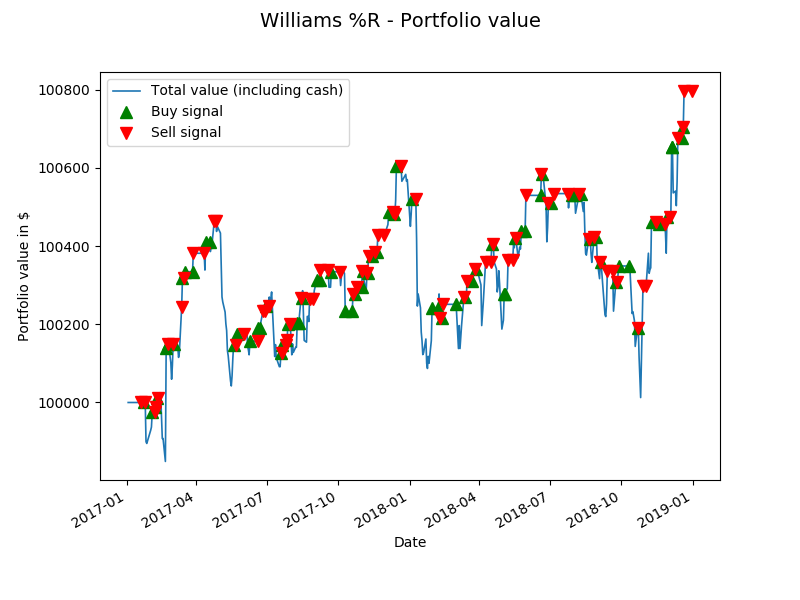 Williams %R - Portfolio value
Total value (including cash)
Buy signal
Sell signal
100800
100600
100400
100200
100000
Portfolio value in $
2017-01
2017-04
2017-07
2017-10
2018-01
2018-04
2018-07
2018-10
2019-01
Date